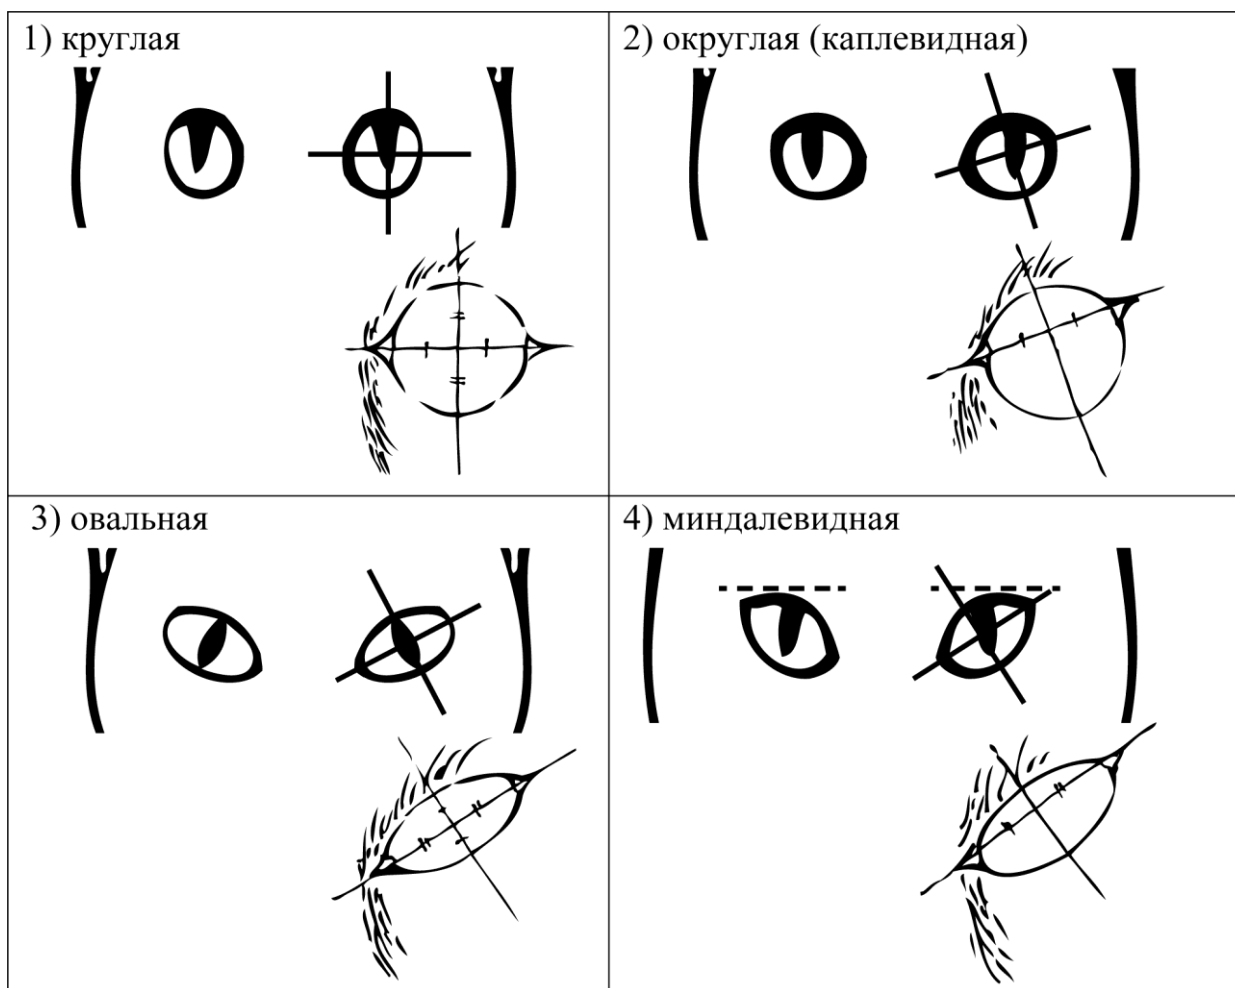 1) круглая
2) округлая (каплевидная)
3) овальная
4) миндалевидная